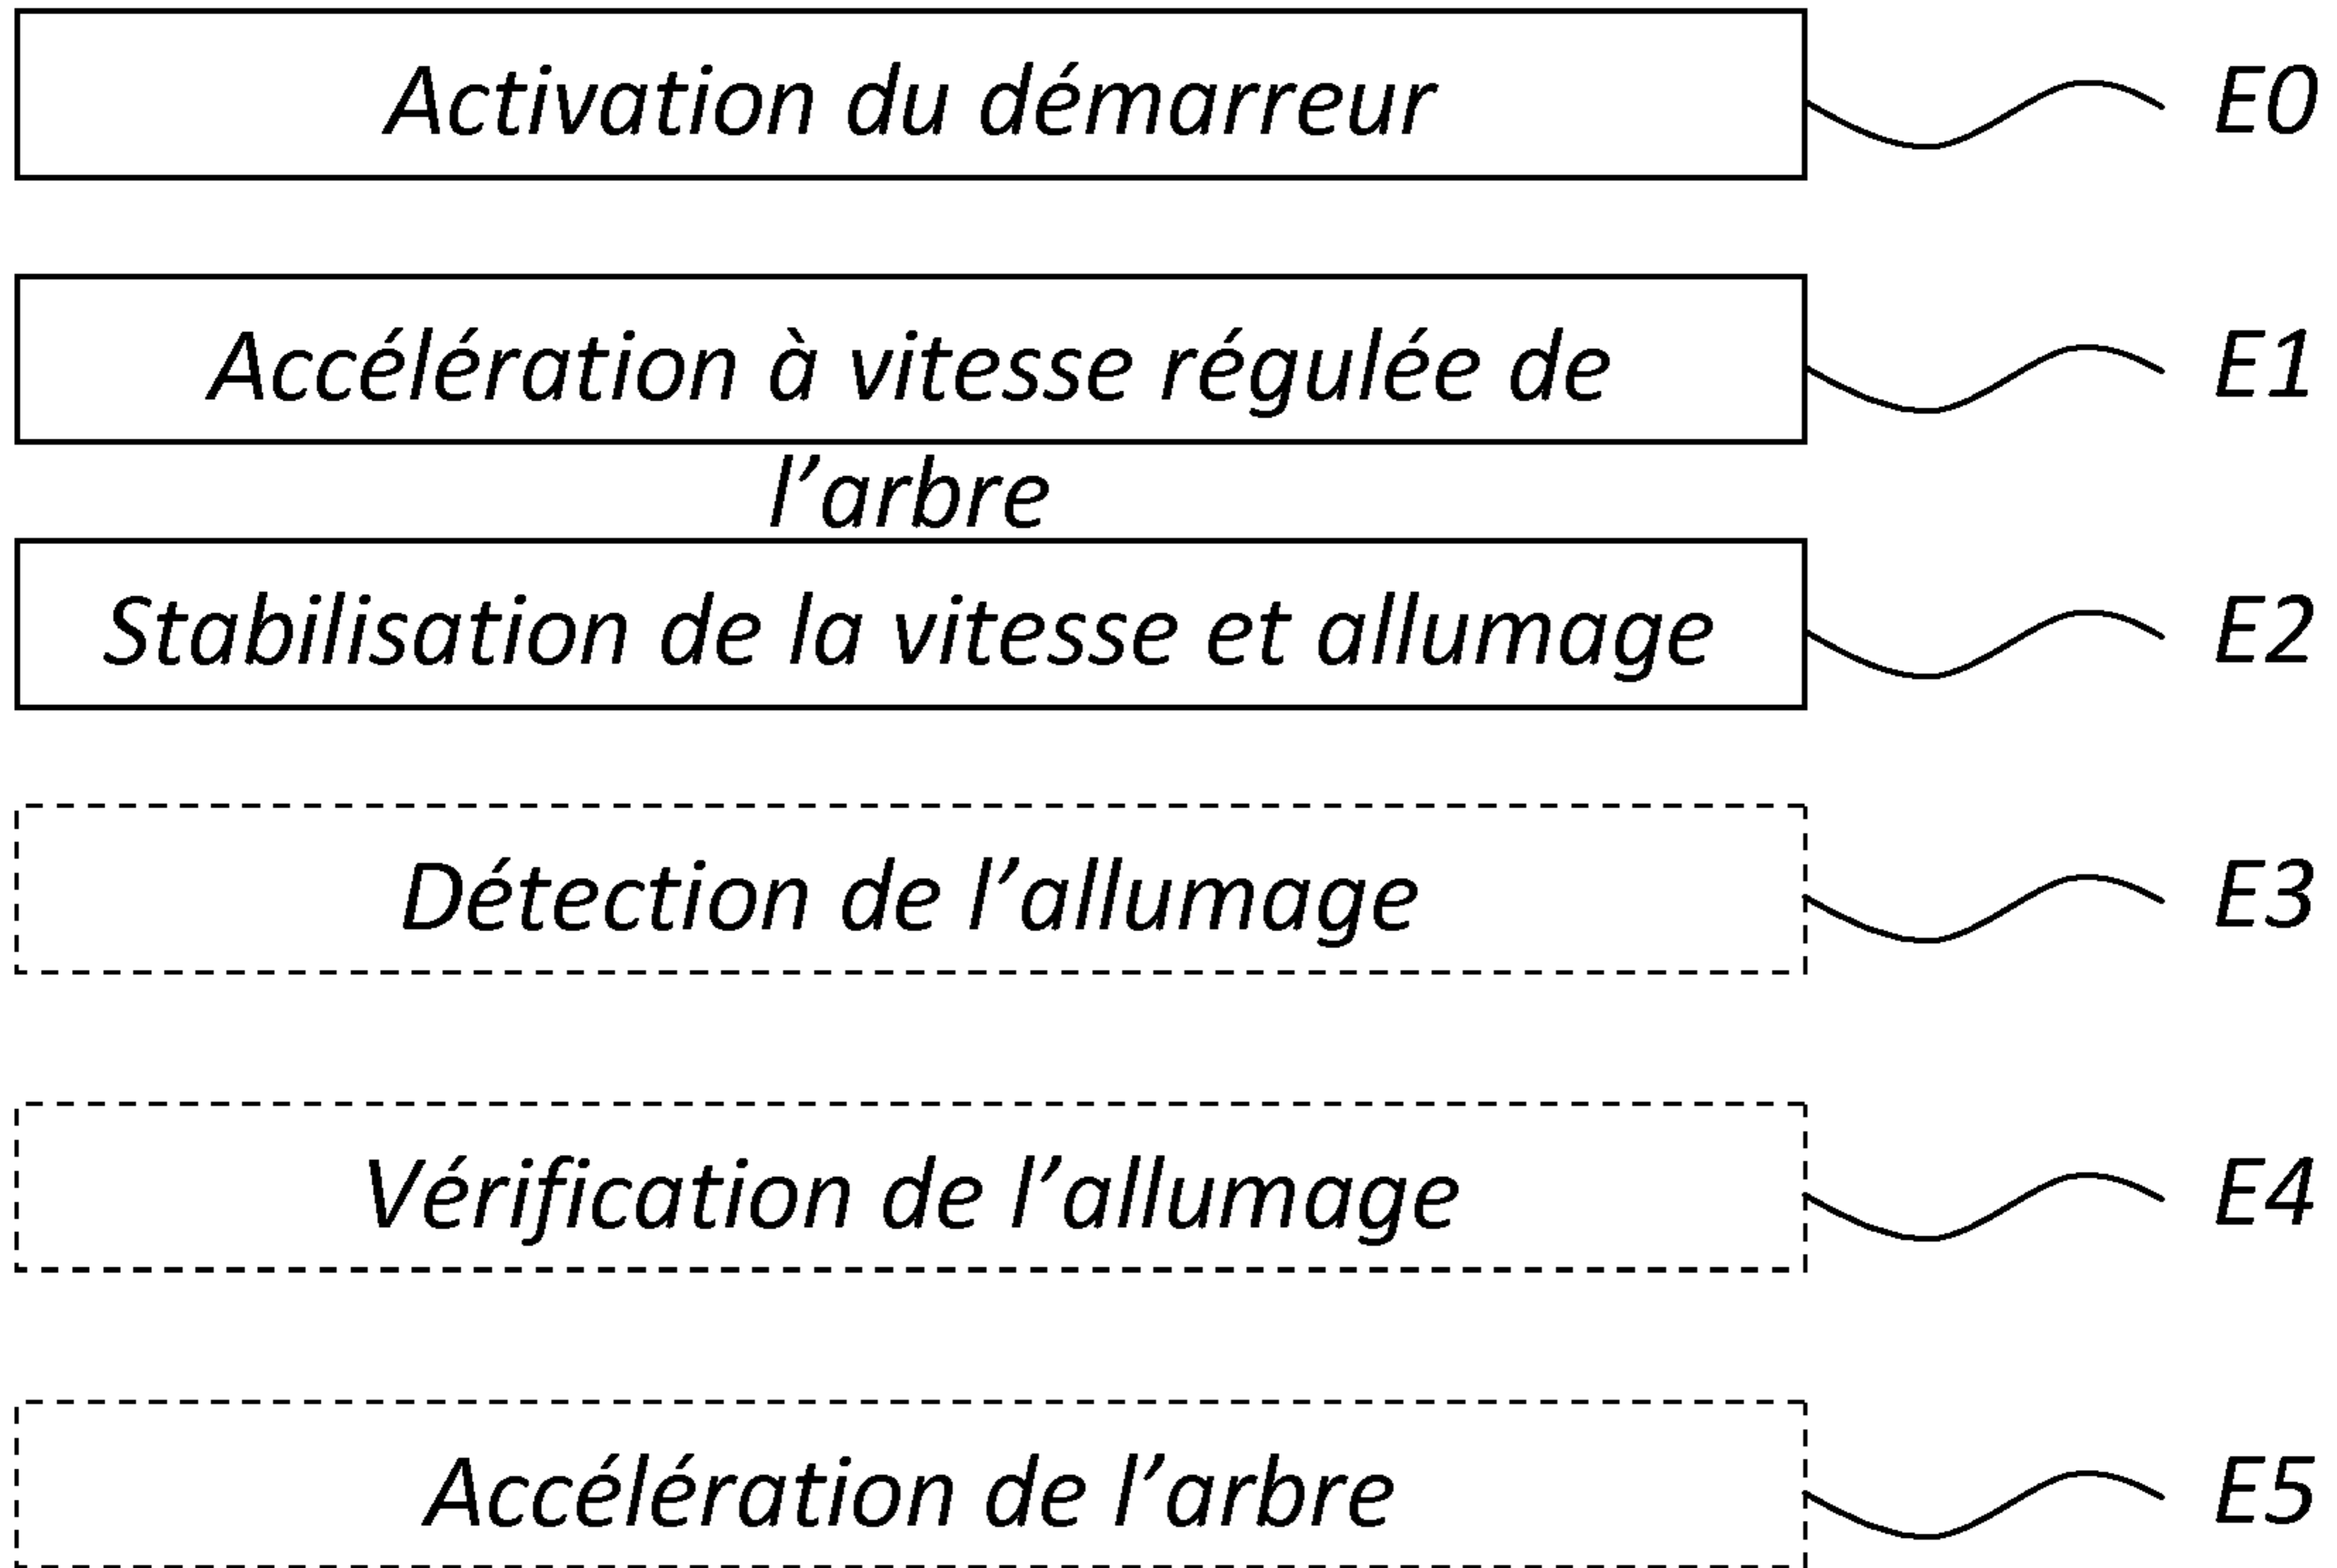 Activation du démarreur E0
Accélération à vitesse régulée de E1
l’arbre
Stabilisation de la vitesse et allumage E2
Détection de l’allumage E3
Vérification de l’allumage E4
Accélération de l’arbre E5